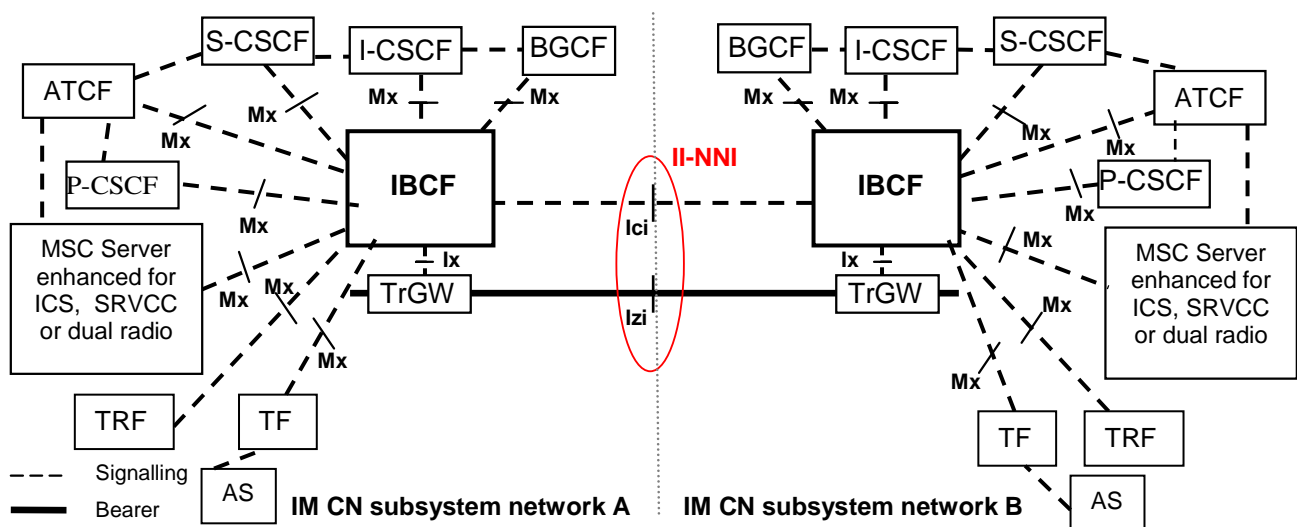 S-CSCF
I-CSCF
BGCF
BGCF
I-CSCF
S-CSCF
ATCF
ATCF
Mx
Mx
Mx
Mx
Mx
Mx
Mx
Mx
II-NNI
P-CSCF
IBCF
IBCF
P-CSCF
Mx
Mx
Ici
MSC Server
enhanced for
ICS, SRVCC
or dual radio
MSC Server
enhanced for
ICS, SRVCC
or dual radio
Mx
Mx
Mx
Ix
Ix
TrGW
TrGW
Izi
Mx
Mx
Mx
TRF
TF
TF
TRF
Signalling
AS
AS
Bearer
IM CN subsystem network A
IM CN subsystem network B